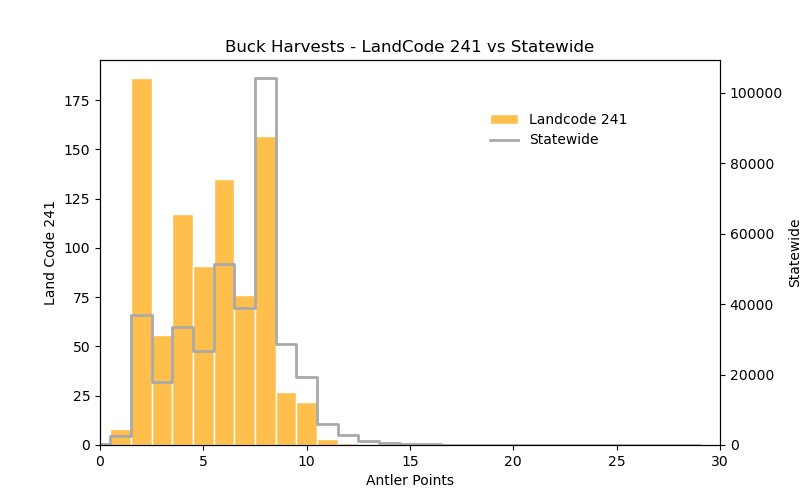 Buck Harvests - LandCode 241 vs Statewide
Landcode 241
Statewide
Land Code 241
175
150
125
100
75
50
25
0
100000
80000
60000
40000
20000
0
Statewide
0 5 10 15 20 25 30
Antler Points